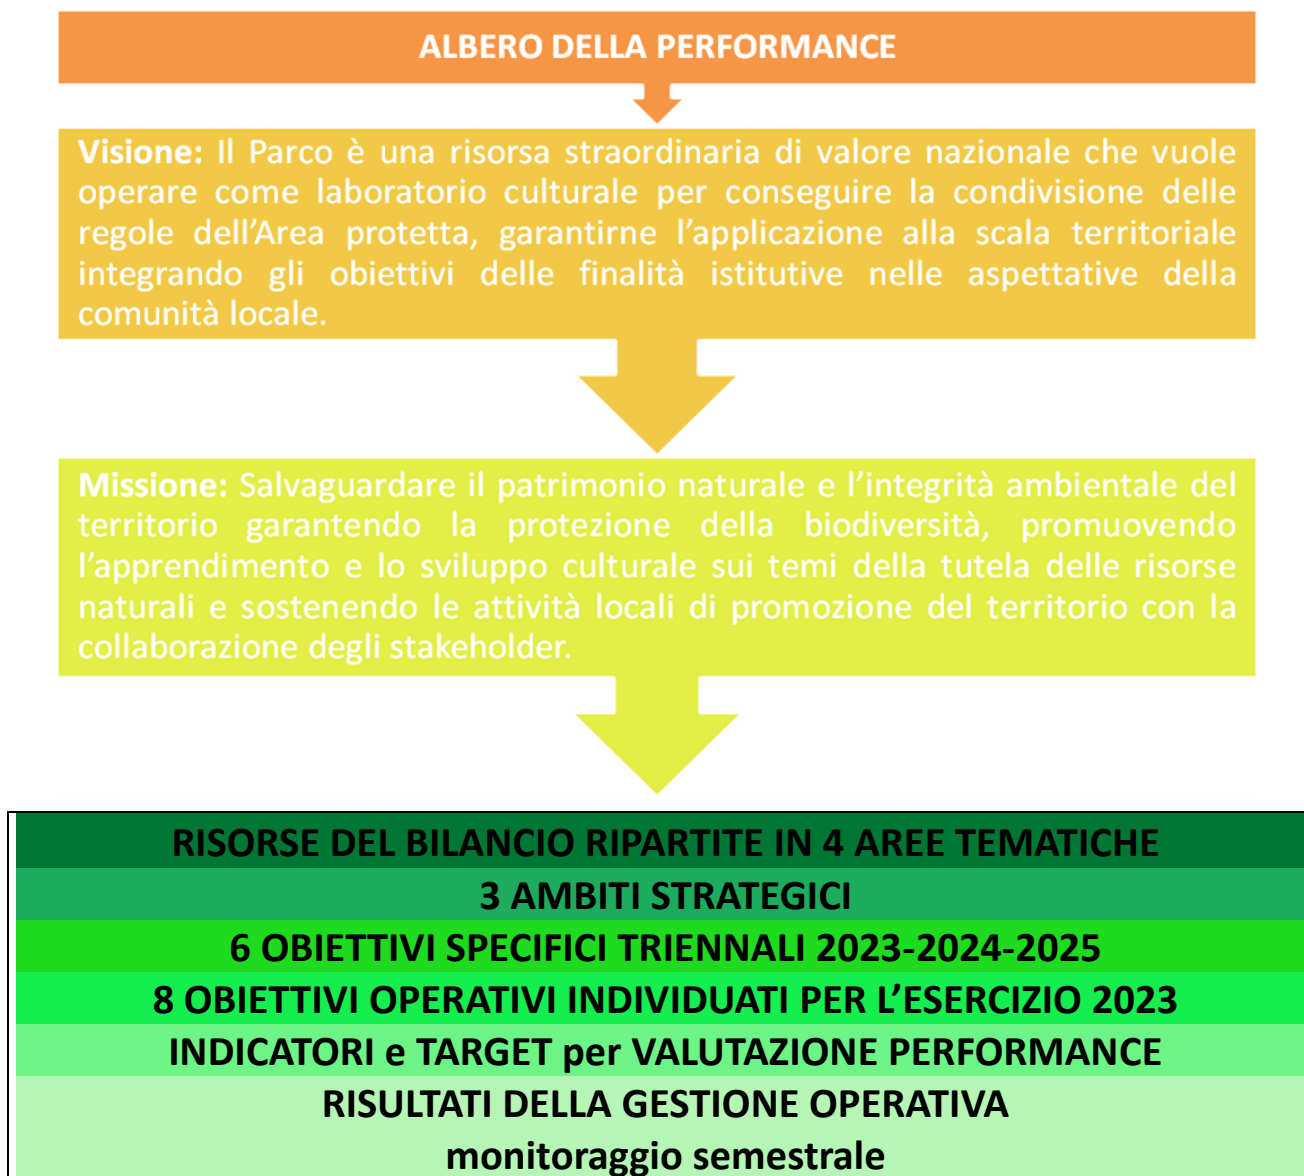 ALBERO DELLA PERFORMANCE
Visione: Il Parco è una risorsa straordinaria di valore nazionale che vuole
operare come laboratorio culturale per conseguire la condivisione delle
regole dell’Area protetta, garantirne l’applicazione alla scala territoriale
integrando gli obiettivi delle finalità istitutive nelle aspettative della
comunità locale.
Missione: Salvaguardare il patrimonio naturale e l’integrità ambientale del
territorio garantendo la protezione della biodiversità, promuovendo
l’apprendimento e lo sviluppo culturale sui temi della tutela delle risorse
naturali e sostenendo le attività locali di promozione del territorio con la
collaborazione degli stakeholder.
RISORSE DEL BILANCIO RIPARTITE IN 4 AREE TEMATICHE
3 AMBITI STRATEGICI
6 OBIETTIVI SPECIFICI TRIENNALI 2023-2024-2025
8 OBIETTIVI OPERATIVI INDIVIDUATI PER L’ESERCIZIO 2023
INDICATORI e TARGET per VALUTAZIONE PERFORMANCE
RISULTATI DELLA GESTIONE OPERATIVA
monitoraggio semestrale